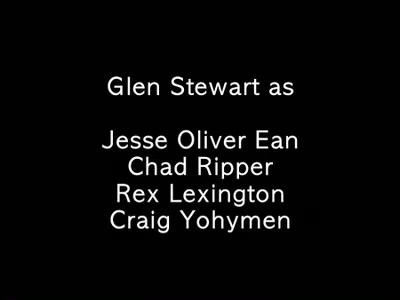 Glen Stewart as
Jesse Oliver Ean
Chad Ripper
Rex Lexington
Craig Yohymen